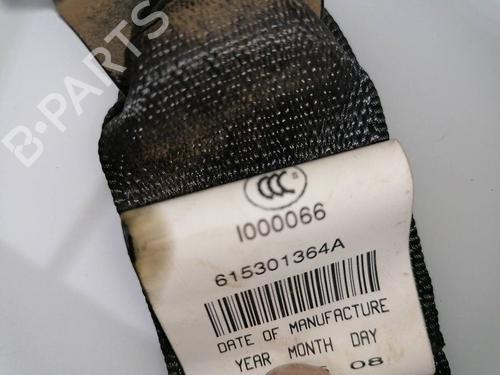 B-PARTS
CCC S
I000066
615301364A
DATE OF MANUFACTURE
YEAR MONTH DAY
08